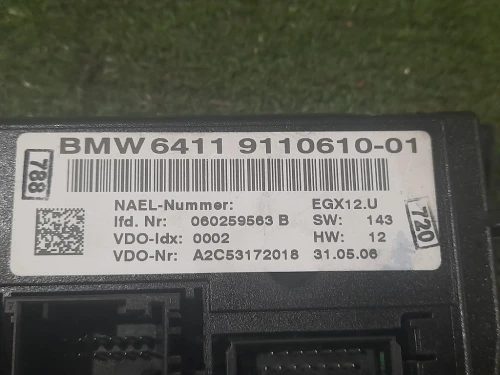 BMW 6411 9110610-01
788
NAEL-Nummer: EGX12.U
lfd. Nr: 060259563 B SW: 143
VDO-Idx: 0002 HW: 12
VDO-Nr: A2C53172018 31.05.06
720